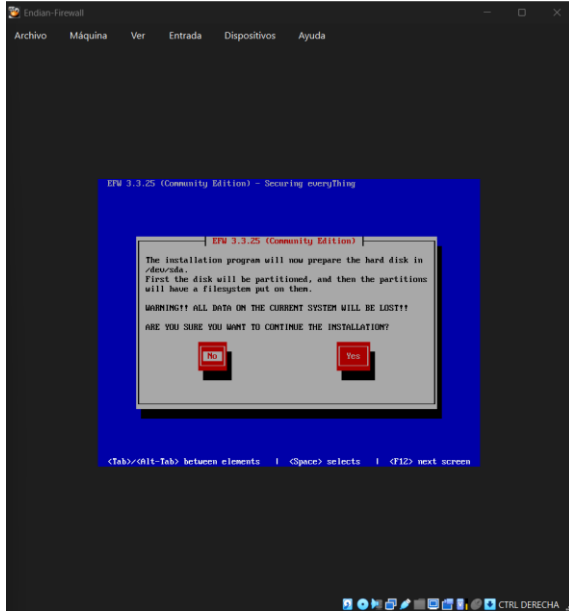 Endian-Firewall
Archivo Máquina Ver Entrada Dispositivos Ayuda
EFW 3.3.25 (Community Edition) - Securing everyThing
EFW 3.3.25 (Community Edition)
The installation program will now prepare the hard disk in
/dev/sda.
First the disk will be partitioned, and then the partitions
will have a filesystem put on them.
WARNING!! ALL DATA ON THE CURRENT SYSTEM WILL BE LOST!!
ARE YOU SURE YOU WANT TO CONTINUE THE INSTALLATION?
No Yes
<Tab>/<Alt-Tab> between elements | <Space> selects | <F12> next screen
CTRL DERECHA